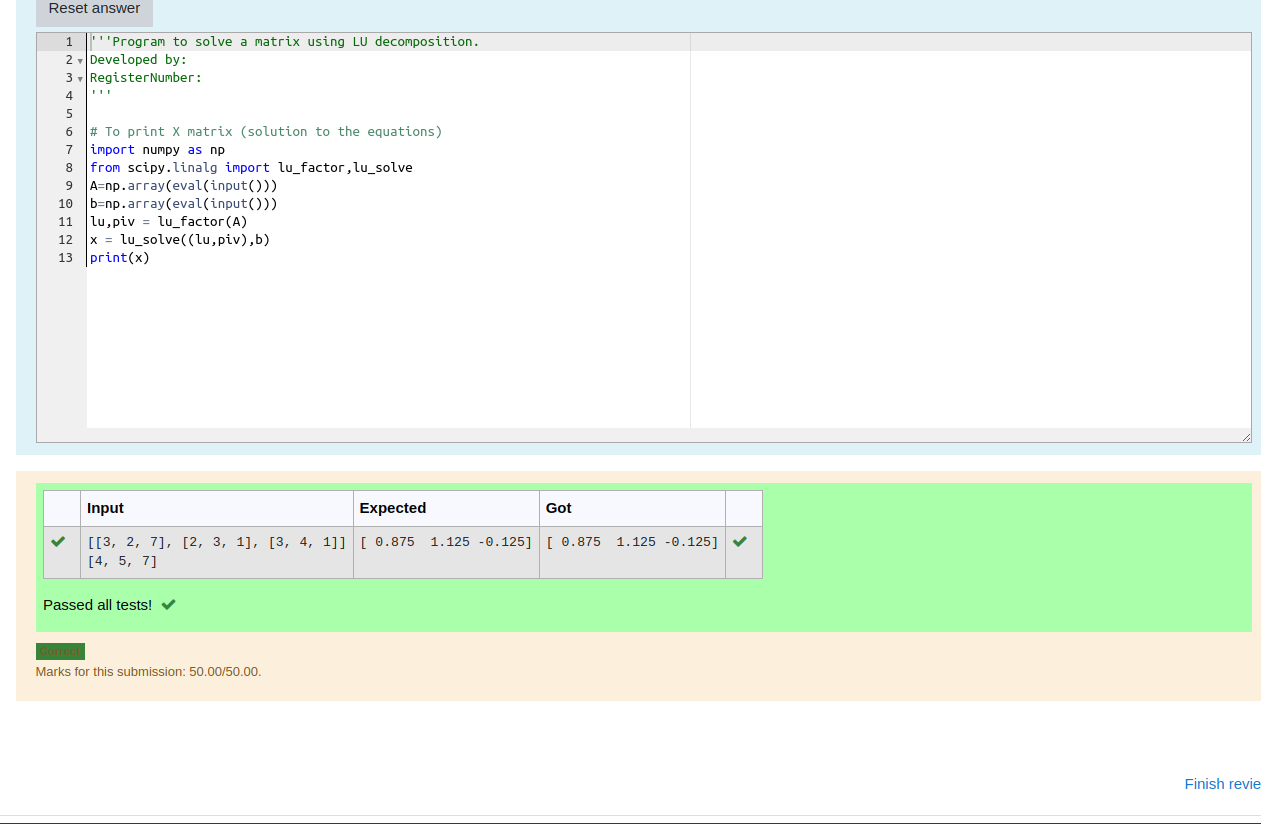 Reset answer
1 '''Program to solve a matrix using LU decomposition.
2 Developed by:
3 RegisterNumber:
4 '''
5
6 # To print X matrix (solution to the equations)
7 import numpy as np
8 from scipy.linalg import lu_factor,lu_solve
9 A=np.array(eval(input()))
10 b=np.array(eval(input()))
11 lu,piv = lu_factor(A)
12 x = lu_solve((lu,piv),b)
13 print(x)
Input Expected Got
[[3, 2, 7], [2, 3, 1], [3, 4, 1]] [ 0.875  1.125 -0.125] [ 0.875  1.125 -0.125]
[4, 5, 7]
Passed all tests!
Correct
Marks for this submission: 50.00/50.00.
Finish revie